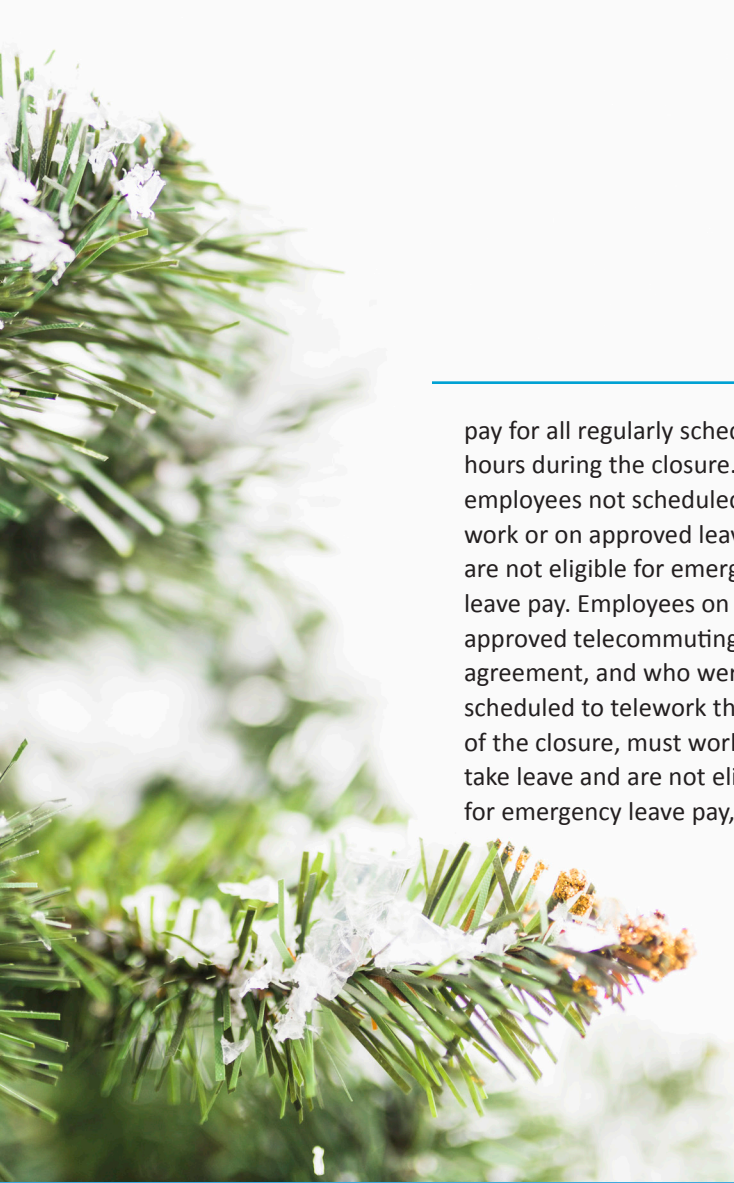 pay for all regularly
hours during the closure.
employees not scheduled
work or on approved
are not eligible for
leave pay. Employees on
approved telecommuting
agreement, and who
scheduled to telework
of the closure, must work
take leave and are not
for emergency leave pay,